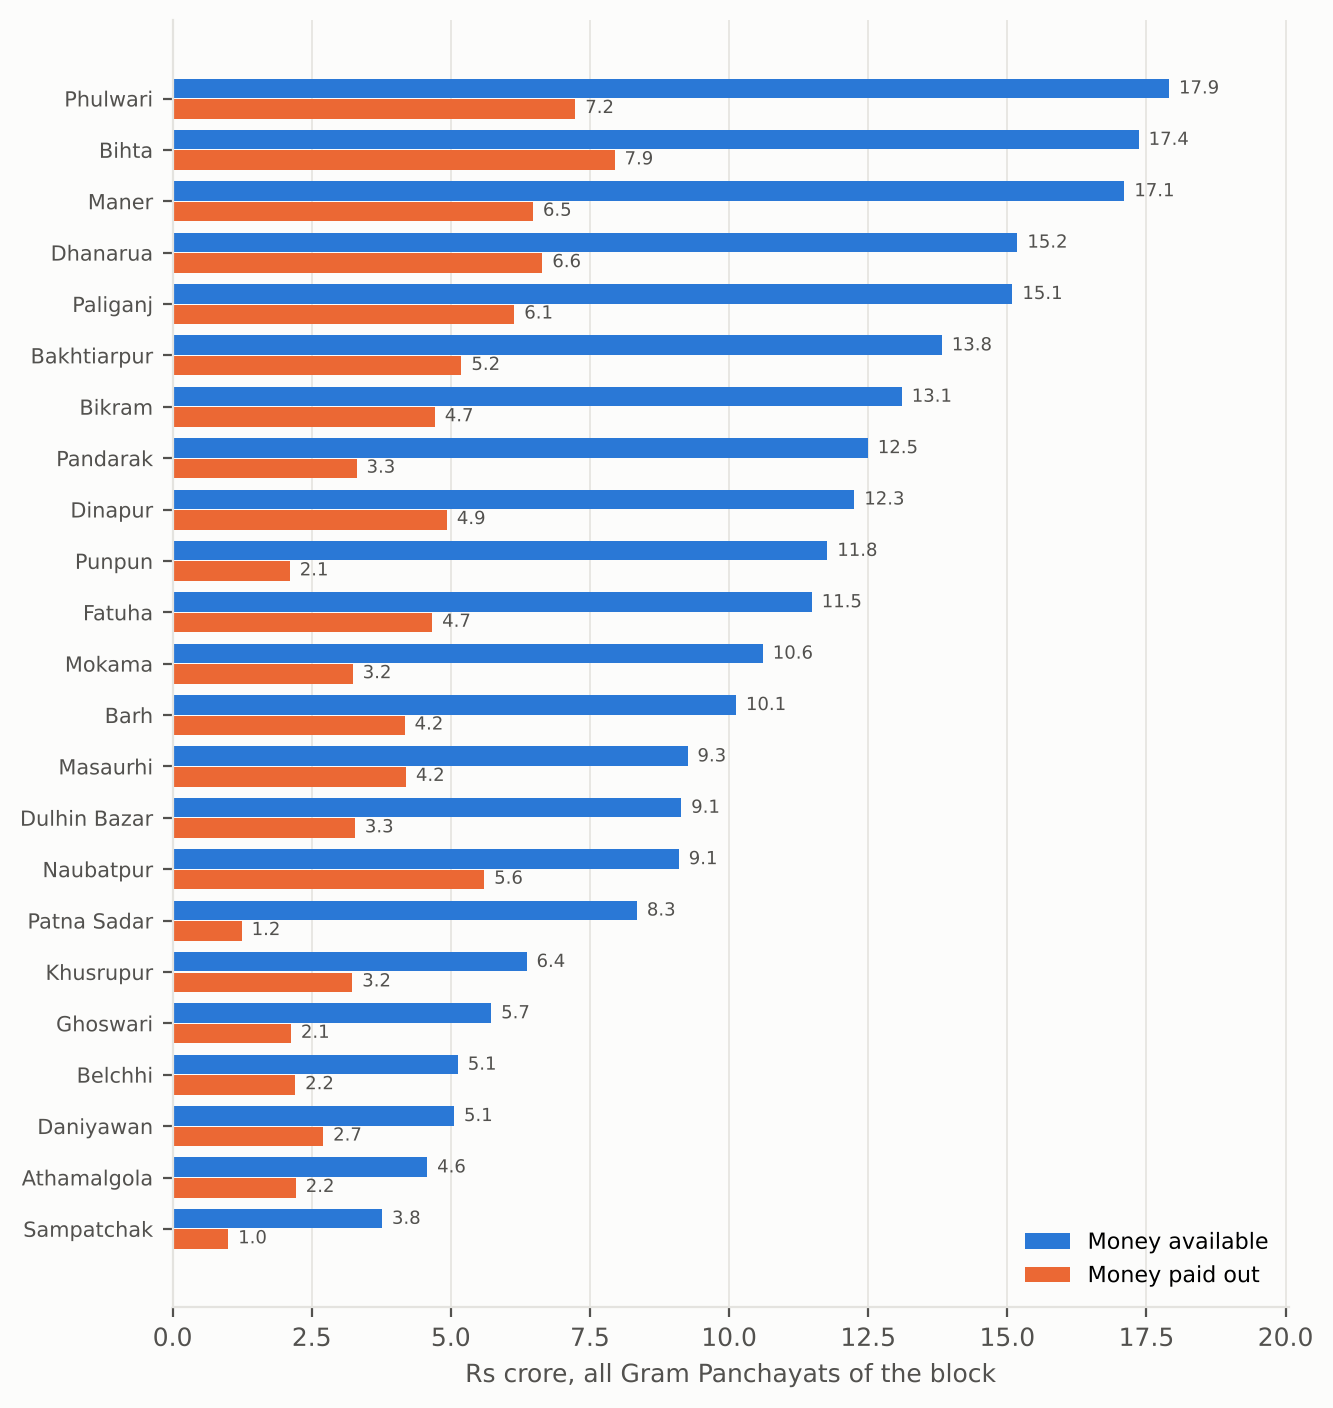 Phulwari 17.9
7.2
Bihta 17.4
7.9
Maner 17.1
6.5
Dhanarua 15.2
6.6
Paliganj 15.1
6.1
Bakhtiarpur 13.8
5.2
Bikram 13.1
4.7
Pandarak 12.5
3.3
Dinapur 12.3
4.9
Punpun 11.8
2.1
Fatuha 11.5
4.7
Mokama 10.6
3.2
Barh 10.1
4.2
Masaurhi 9.3
4.2
Dulhin Bazar 9.1
3.3
Naubatpur 9.1
5.6
Patna Sadar 8.3
1.2
Khusrupur 6.4
3.2
Ghoswari 5.7
2.1
Belchhi 5.1
2.2
Daniyawan 5.1
2.7
Athamalgola 4.6
2.2
Sampatchak 3.8
1.0
Money available
Money paid out
0.0 2.5 5.0 7.5 10.0 12.5 15.0 17.5 20.0
Rs crore, all Gram Panchayats of the block